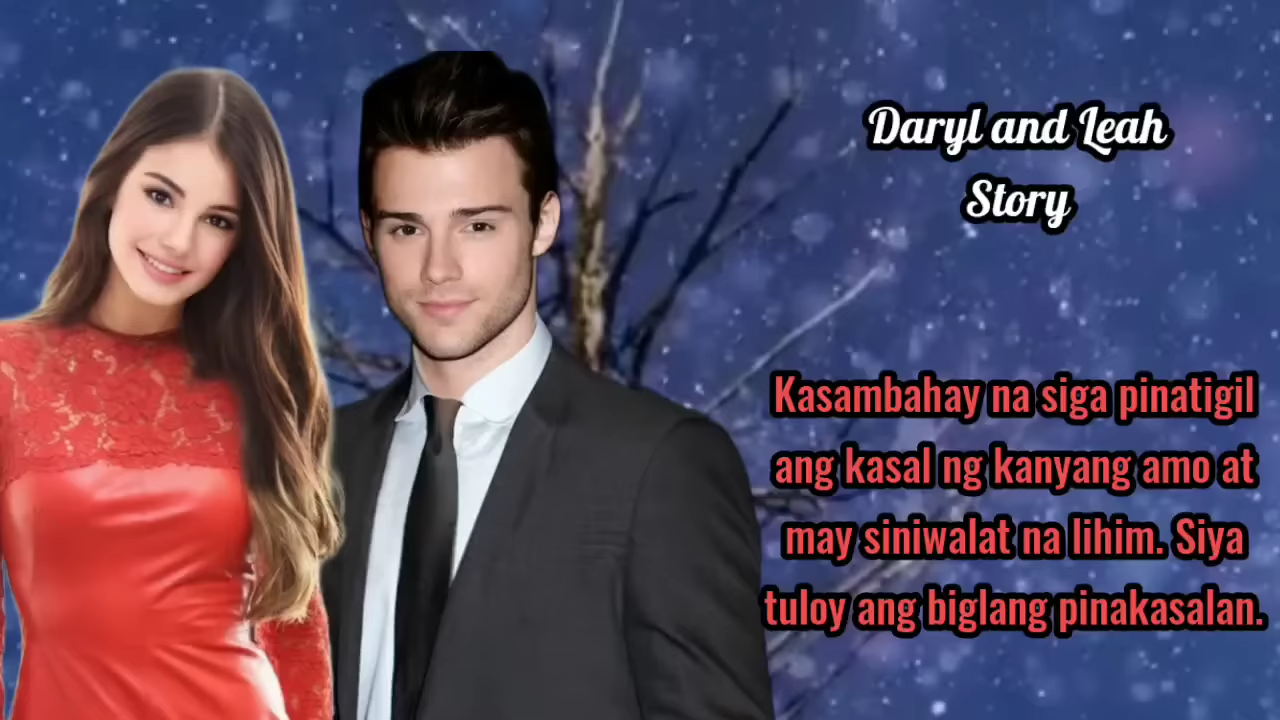 Daryl and Leah
Story
Kasambahay na siga pinatigil
ang kasal ng kanyang amo at
may siniwalat na lihim. Siya
tuloy ang biglang pinakasalan.